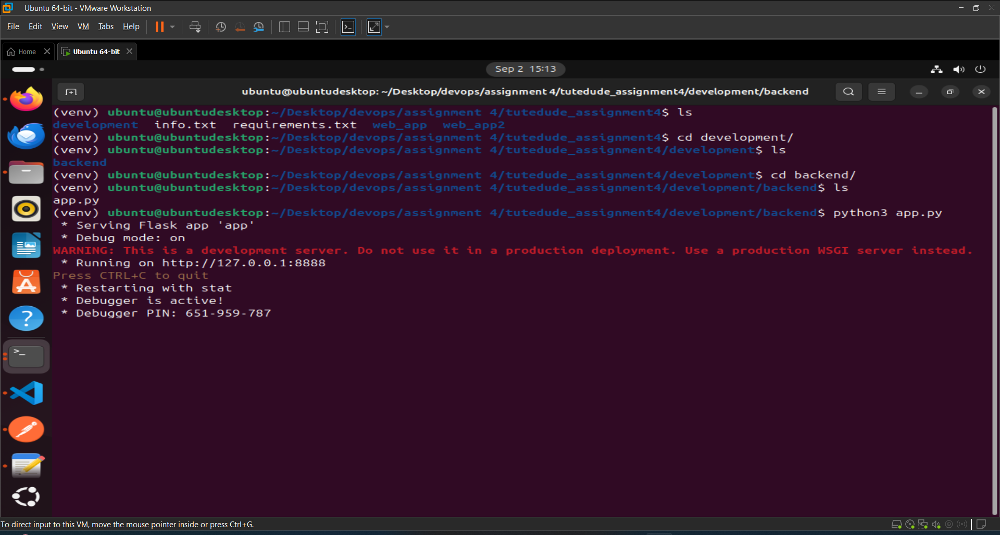 Ubuntu 64-bit - VMware Workstation
File Edit View VM Tabs Help
Home Ubuntu 64-bit
Sep 2 15:13
ubuntu@ubuntudesktop: ~/Desktop/devops/assignment 4/tutedude_assignment4/development/backend
(venv) ubuntu@ubuntudesktop:~/Desktop/devops/assignment 4/tutedude_assignment4$ ls
development info.txt requirements.txt web_app web_app2
(venv) ubuntu@ubuntudesktop:~/Desktop/devops/assignment 4/tutedude_assignment4$ cd development/
(venv) ubuntu@ubuntudesktop:~/Desktop/devops/assignment 4/tutedude_assignment4/development$ ls
backend
(venv) ubuntu@ubuntudesktop:~/Desktop/devops/assignment 4/tutedude_assignment4/development$ cd backend/
(venv) ubuntu@ubuntudesktop:~/Desktop/devops/assignment 4/tutedude_assignment4/development/backend$ ls
app.py
(venv) ubuntu@ubuntudesktop:~/Desktop/devops/assignment 4/tutedude_assignment4/development/backend$ python3 app.py
* Serving Flask app 'app'
* Debug mode: on
WARNING: This is a development server. Do not use it in a production deployment. Use a production WSGI server instead.
* Running on http://127.0.0.1:8888
Press CTRL+C to quit
* Restarting with stat
* Debugger is active!
* Debugger PIN: 651-959-787
To direct input to this VM, move the mouse pointer inside or press Ctrl+G.